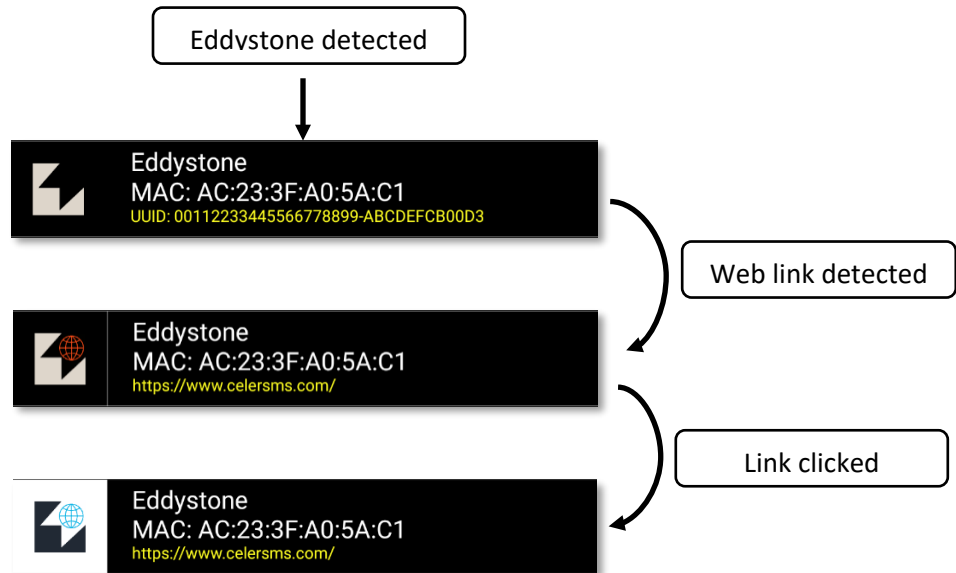 Eddystone detected
Eddystone
MAC: AC:23:3F:A0:5A:C1
UUID: 00112233445566778899-ABCDEFCB00D3
Web link detected
Eddystone
MAC: AC:23:3F:A0:5A:C1
https://www.celersms.com/
Link clicked
Eddystone
MAC: AC:23:3F:A0:5A:C1
https://www.celersms.com/